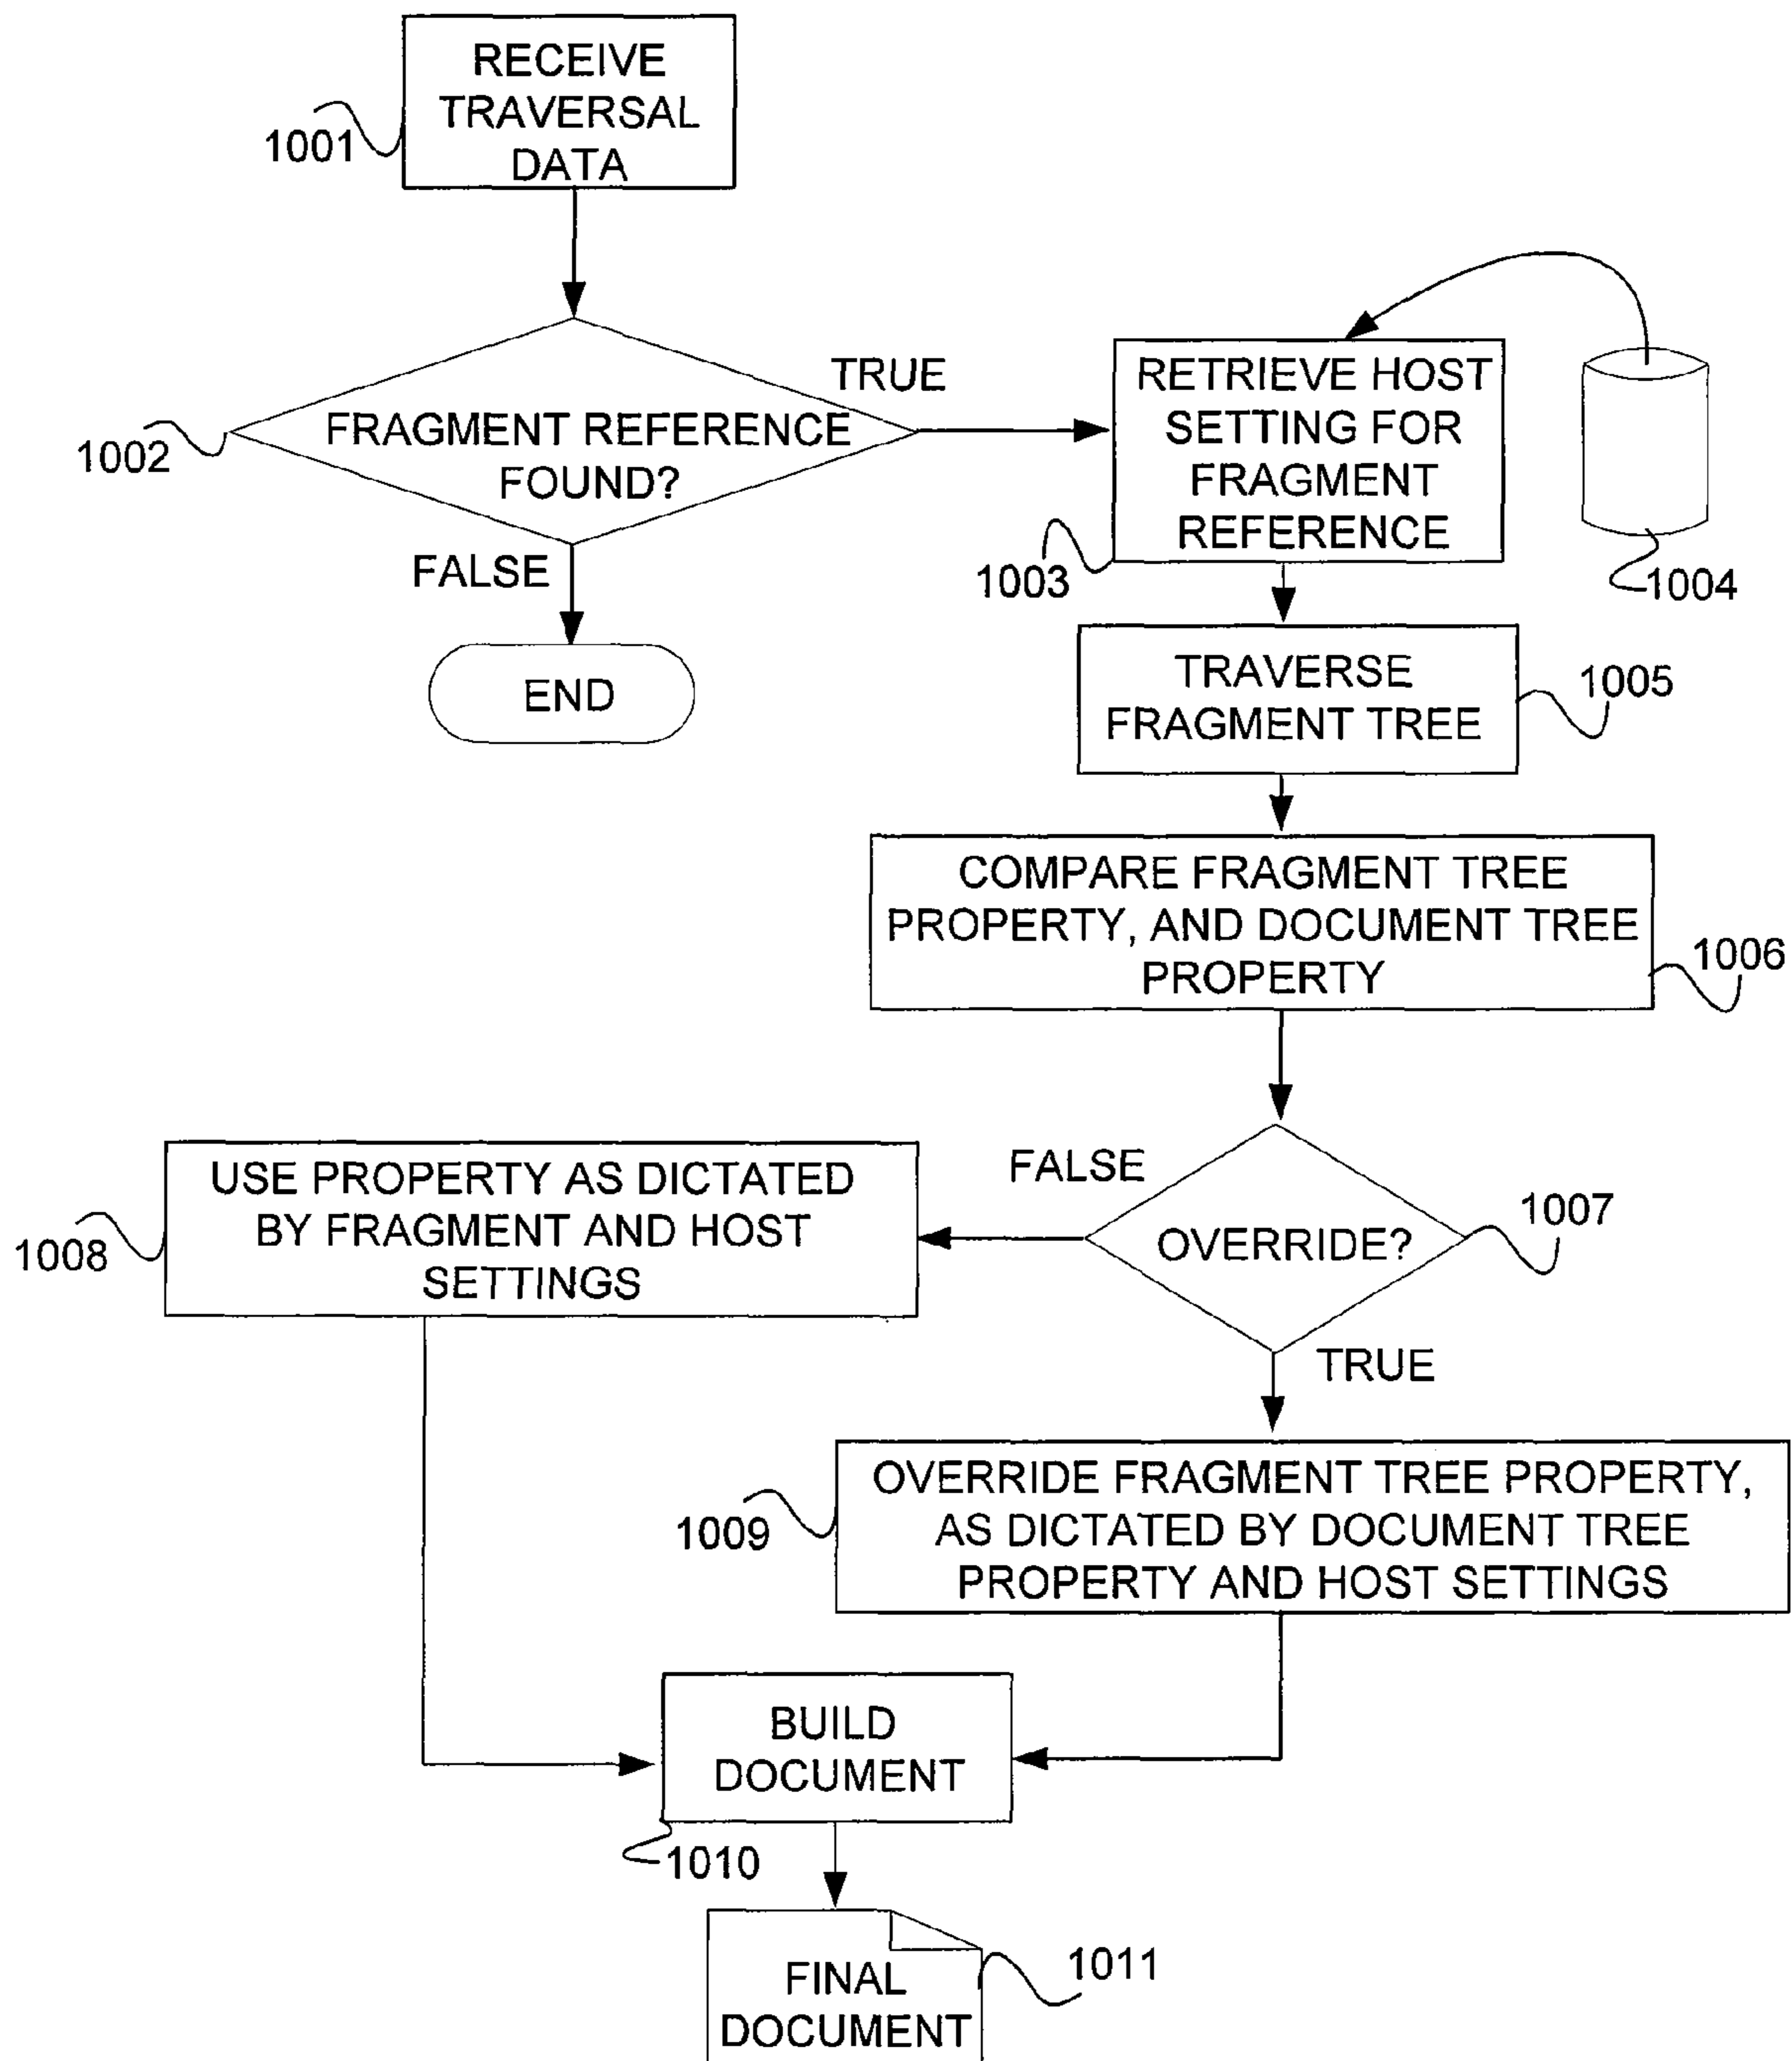 RECEIVE
TRAVERSAL
DATA
1001
TRUE
FRAGMENT REFERENCE
FOUND?
1002
FALSE
END
RETRIEVE HOST
SETTING FOR
FRAGMENT
REFERENCE
1003
1004
TRAVERSE
FRAGMENT TREE
1005
COMPARE FRAGMENT TREE
PROPERTY, AND DOCUMENT TREE
PROPERTY
1006
FALSE
OVERRIDE?
1007
TRUE
USE PROPERTY AS DICTATED
BY FRAGMENT AND HOST
SETTINGS
1008
OVERRIDE FRAGMENT TREE PROPERTY,
AS DICTATED BY DOCUMENT TREE
PROPERTY AND HOST SETTINGS
1009
BUILD
DOCUMENT
1010
FINAL
DOCUMENT
1011